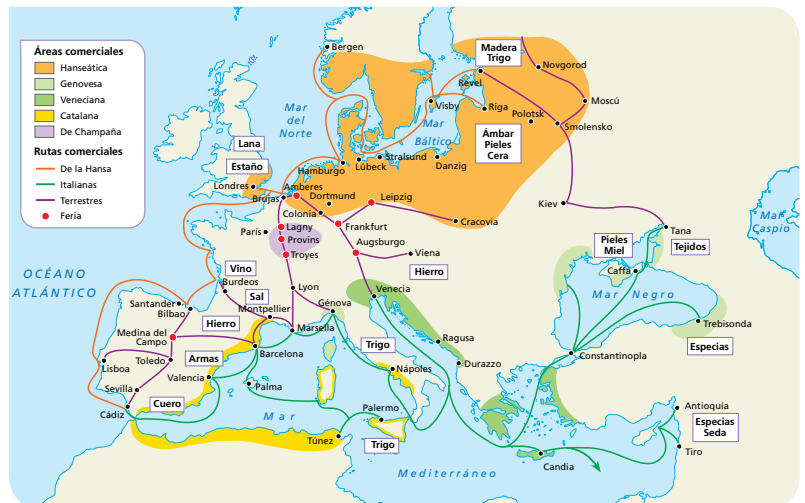 Áreas comerciales
Hanseática
Genovesa
Veneciana
Catalana
De Champaña
Rutas comerciales
De la Hansa
Italianas
Terrestres
Feria
Bergen
Madera
Trigo
Novgorod
Revel
Mar
del
Norte
Visby
Riga
Polotsk
Moscú
Smolensko
Mar
Báltico
Ámbar
Pieles
Cera
Lana
Estaño
Hamburgo
Lübeck
Stralsund
Danzig
Londres
Amberes
Brujas
Dortmund
Leipzig
Colonia
Cracovia
Kiev
París
Lagny
Provins
Troyes
Frankfurt
Augsburgo
Viena
Hierro
Tana
Tejidos
Pieles
Miel
Caffa
Mar
Caspio
OCÉANO
ATLÁNTICO
Vino
Burdeos
Lyon
Venecia
Mar Negro
Sal
Montpellier
Génova
Santander
Bilbao
Hierro
Marsella
Trebisonda
Especias
Medina del
Campo
Ragusa
Trigo
Barcelona
Constantinopla
Lisboa
Toledo
Armas
Durazzo
Nápoles
Valencia
Palma
Sevilla
Cuero
Cádiz
Mar
Palermo
Antioquía
Especias
Seda
Túnez
Trigo
Tiro
Candia
Mediterráneo